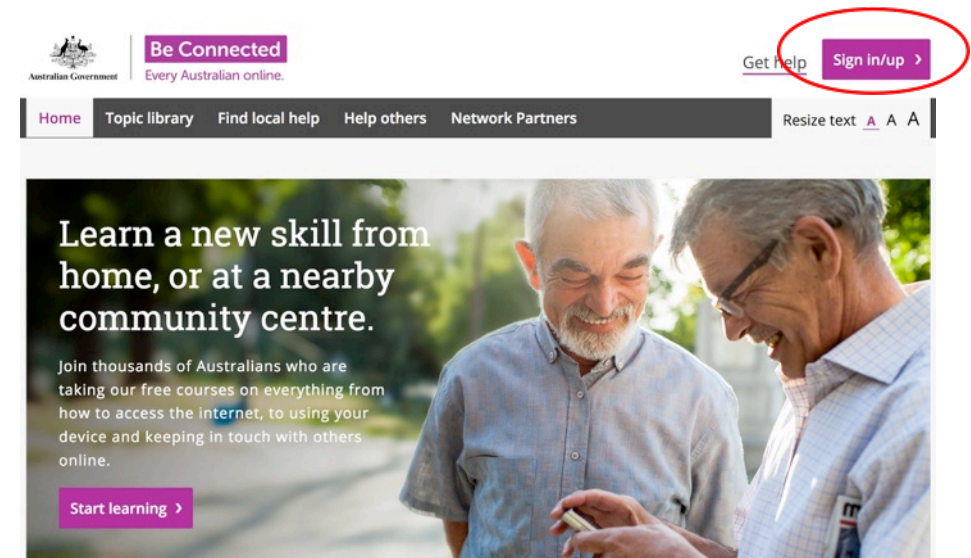 Australian Government
Be Connected
Every Australian online.
Get help
Sign in/up >
Home Topic library Find local help Help others Network Partners
Resize text A A A
Learn a new skill from
home, or at a nearby
community centre.
Join thousands of Australians who are
taking our free courses on everything from
how to access the internet, to using your
device and keeping in touch with others
online.
Start learning >